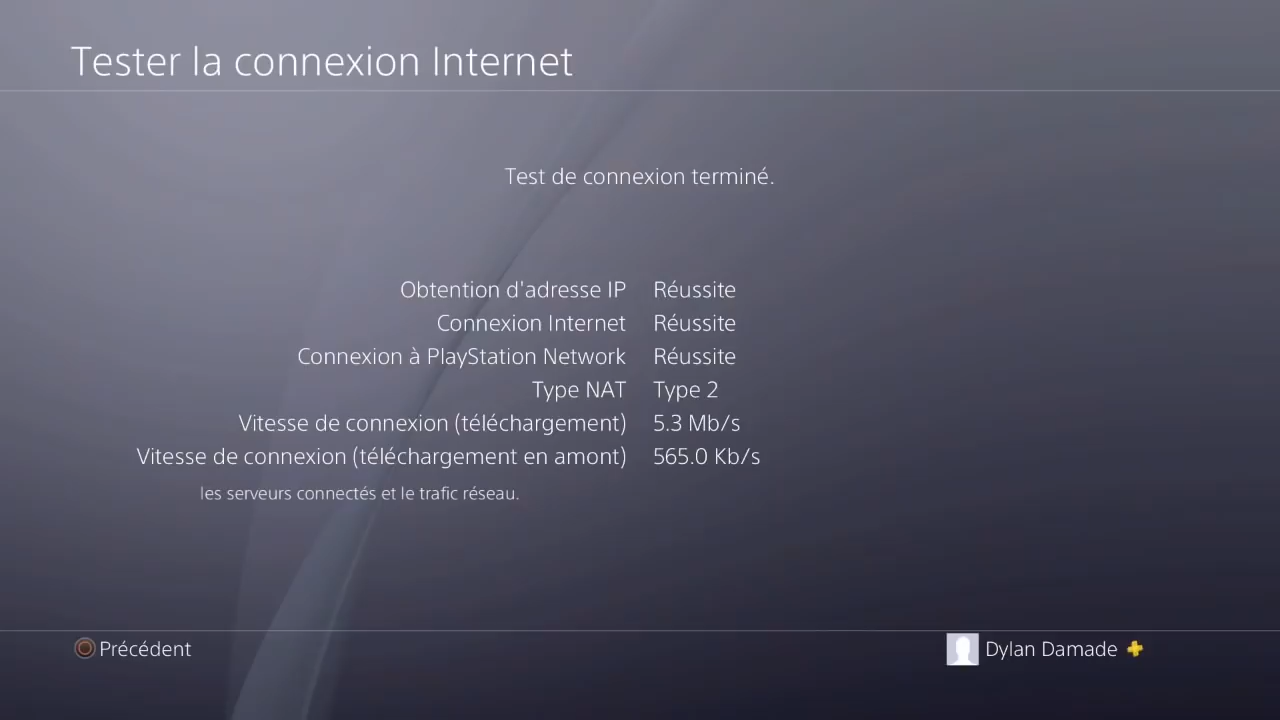 Tester la connexion Internet
Test de connexion terminé.
Obtention d'adresse IP Réussite
Connexion Internet Réussite
Connexion à PlayStation Network Réussite
Type NAT Type 2
Vitesse de connexion (téléchargement) 5.3 Mb/s
Vitesse de connexion (téléchargement en amont) 565.0 Kb/s
les serveurs connectés et le trafic réseau.
Précédent Dylan Damade